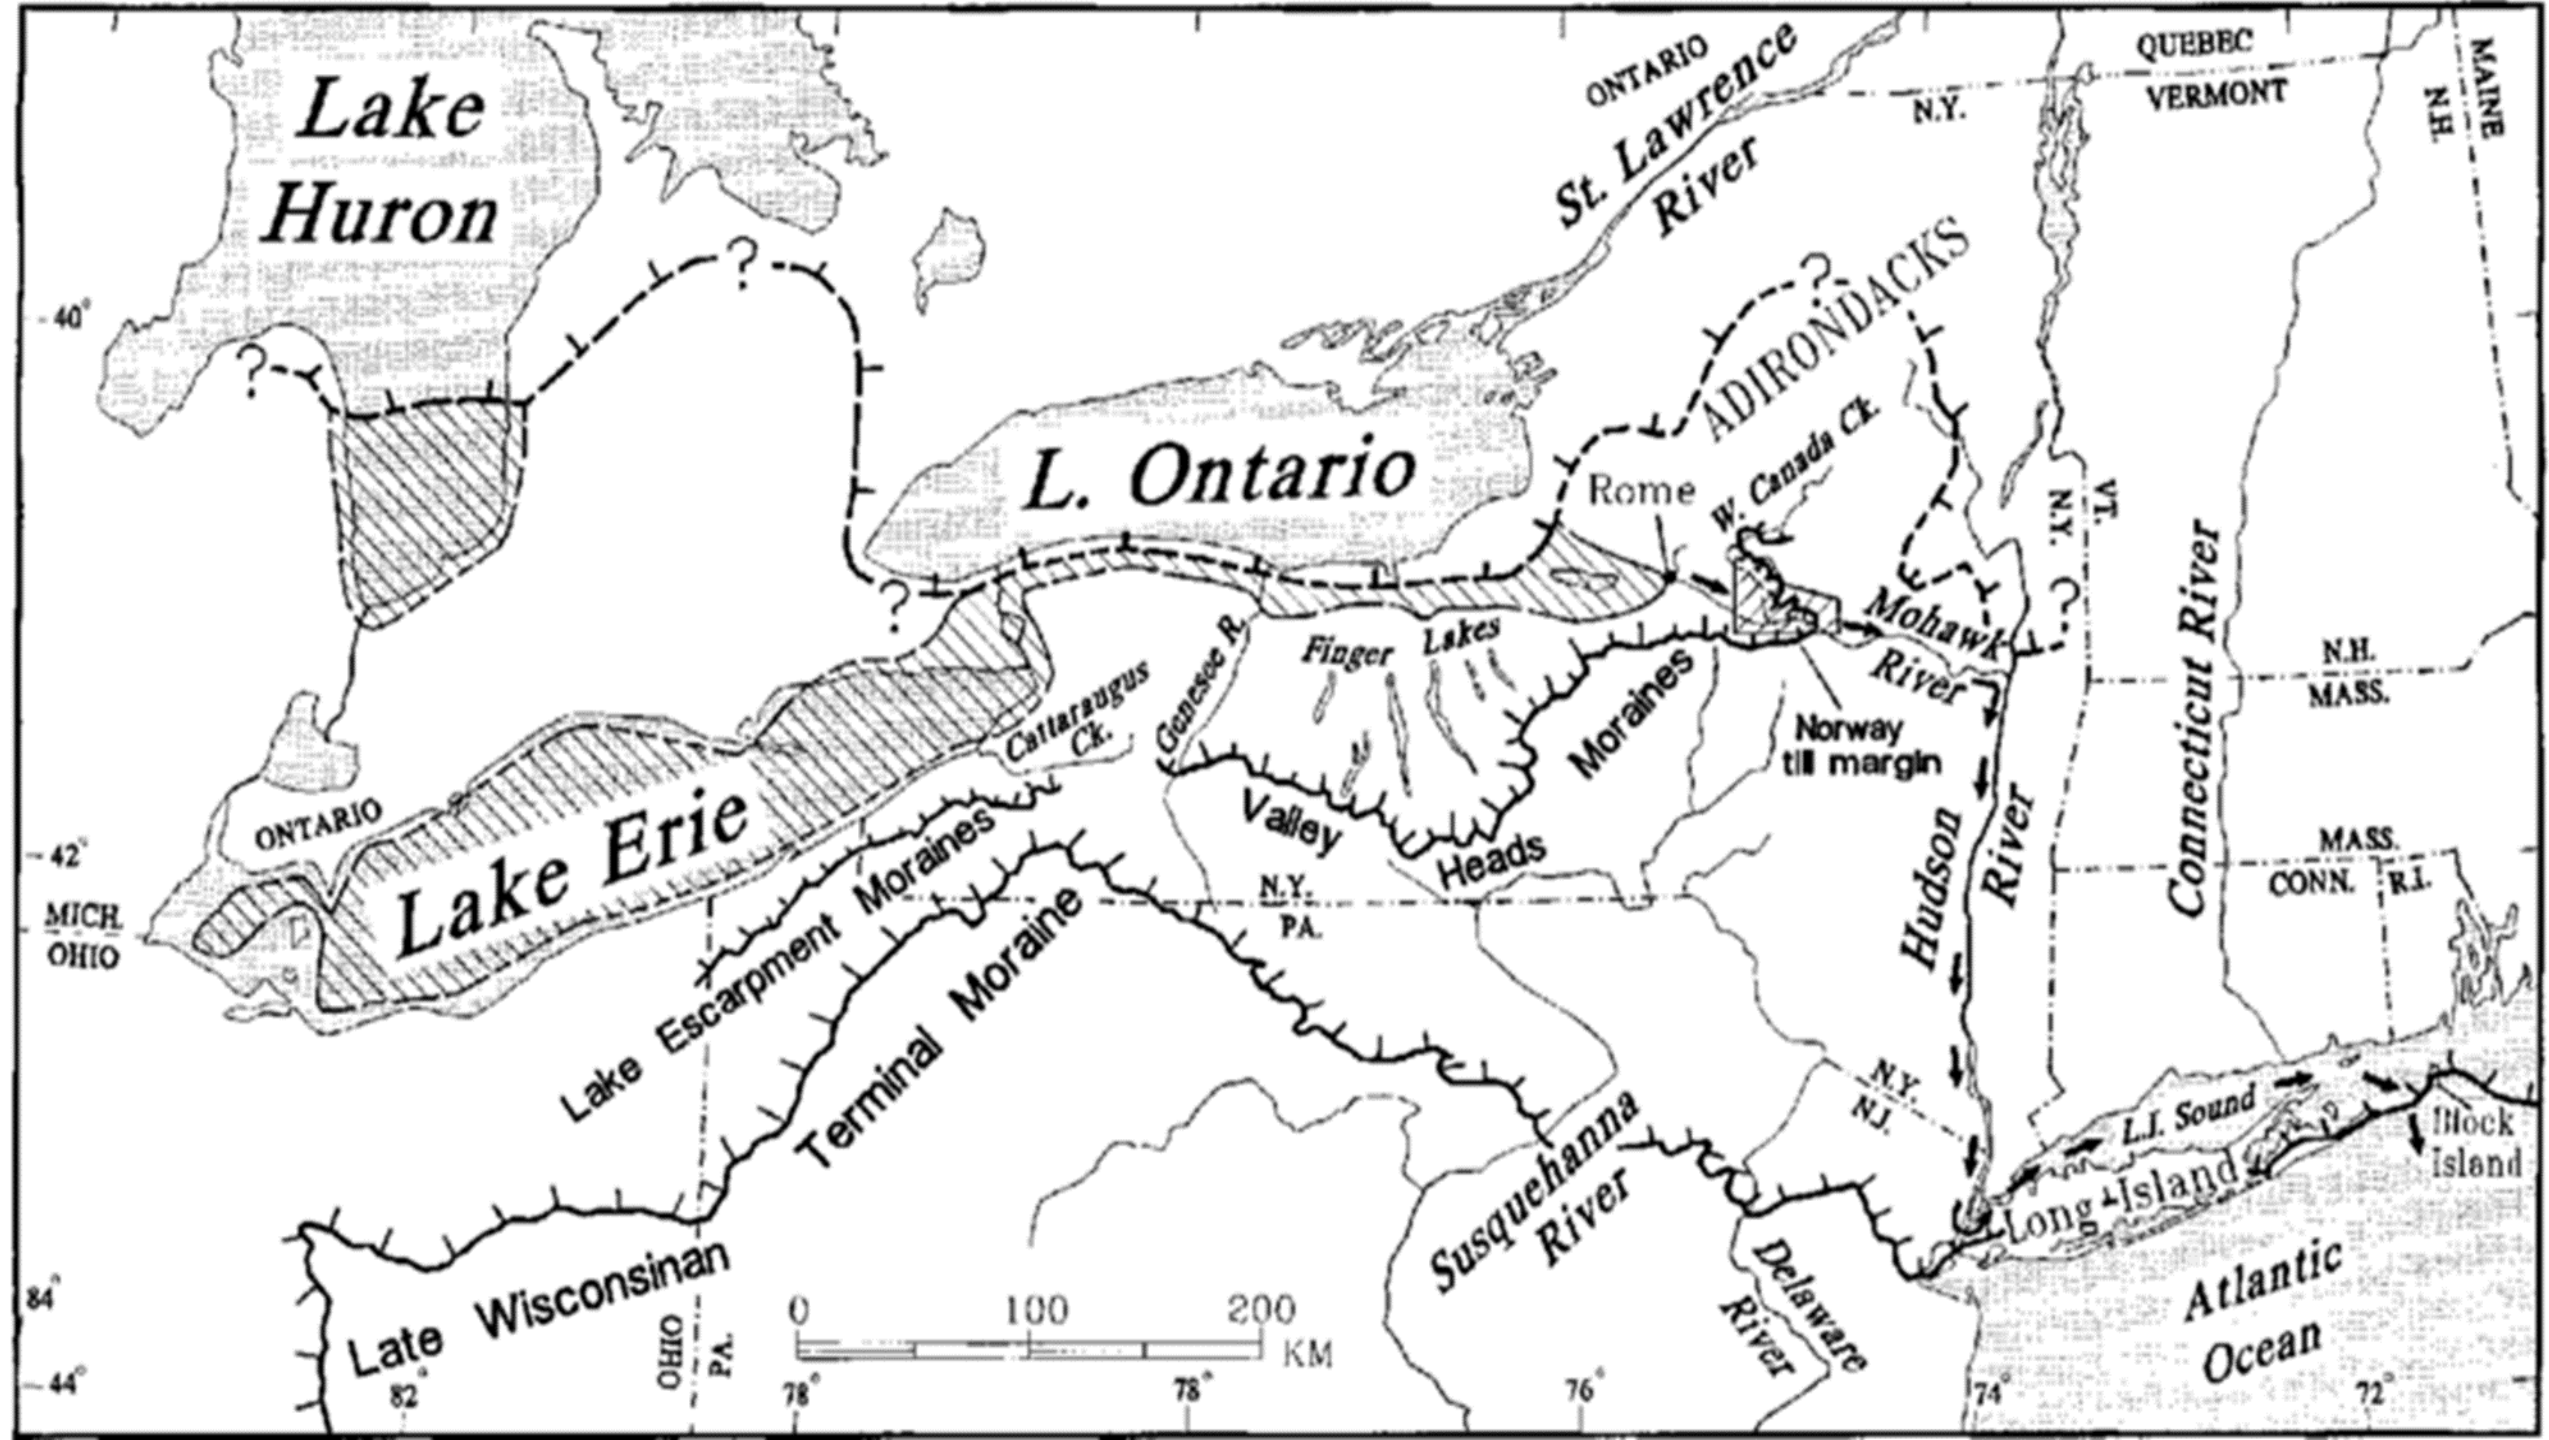 Lake
Huron
ONTARIO
St. Lawrence
River
QUEBEC
VERMONT
N.Y.
N.H.
MAINE
?
?
?
40°
ADIRONDACKS
W. Canada Ck.
L. Ontario
Rome
N.Y.
VT.
?
?
Mohawk
River
Finger Lakes
Genesee R.
Cattaraugus
Ck.
Moraines
Norway
till margin
Connecticut River
N.H.
MASS.
ONTARIO
Lake Erie
Valley
Heads
Hudson
River
42°
MICH.
OHIO
Lake Escarpment Moraines
N.Y.
PA.
MASS.
CONN.
R.I.
Terminal Moraine
N.Y.
N.J.
L.I. Sound
Long Island
Block
Island
Susquehanna
River
Delaware
River
Atlantic
Ocean
Late Wisconsinan
OHIO
PA.
0 100 200
KM
84°
44°
82°
78°
78°
76°
74°
72°